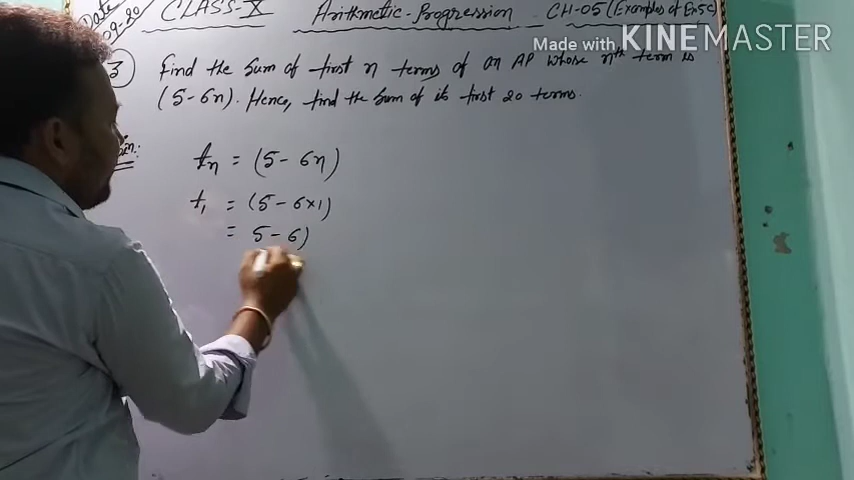 CLASS-X Arithmetic-Progression CH-05 (Examples of Ex 5C)
Date
09-20
Made with KINEMASTER
3 Find the Sum of first n terms of an AP whose nth term is
(5-6n). Hence, find the Sum of its first 20 terms.
tn = (5 - 6n)
t1 = (5 - 6×1)
= 5 - 6)